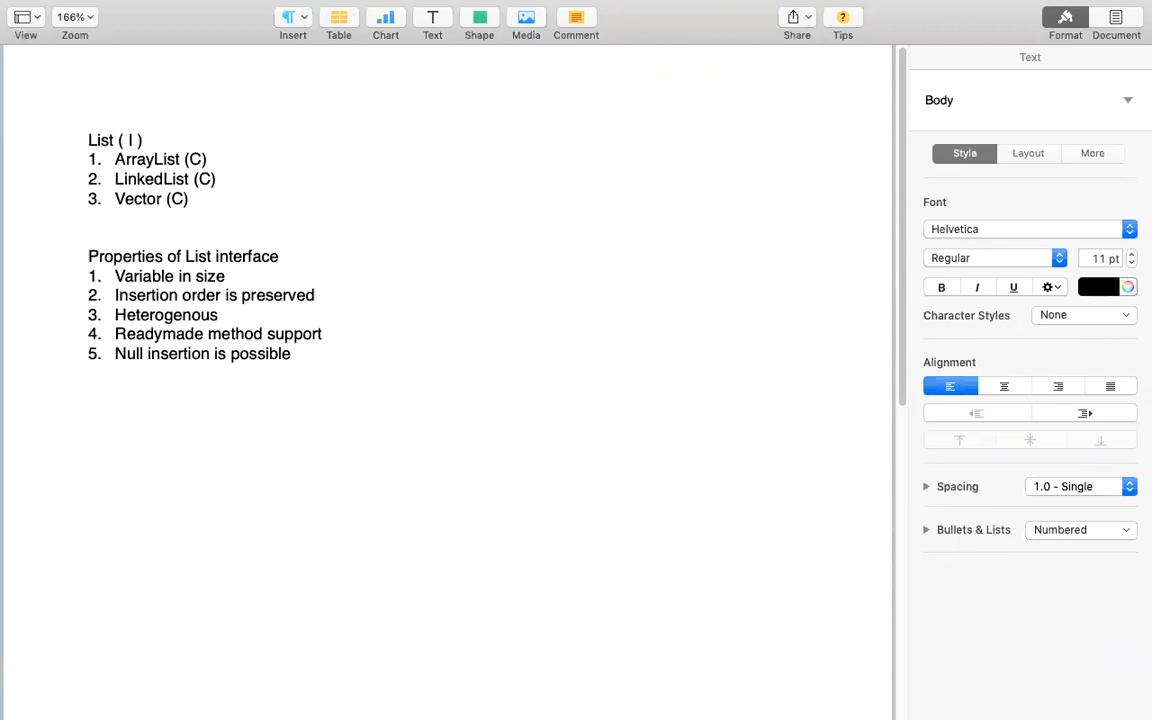 View
166%
Zoom
Insert
Table
Chart
T
Text
Shape
Media
Comment
Share
?
Tips
Format
Document
Text
Body
Style
Layout
More
Font
Helvetica
Regular
11 pt
B
I
U
Character Styles
None
Alignment
Spacing
1.0 - Single
Bullets & Lists
Numbered
List ( I )
1. ArrayList (C)
2. LinkedList (C)
3. Vector (C)
Properties of List interface
1. Variable in size
2. Insertion order is preserved
3. Heterogenous
4. Readymade method support
5. Null insertion is possible